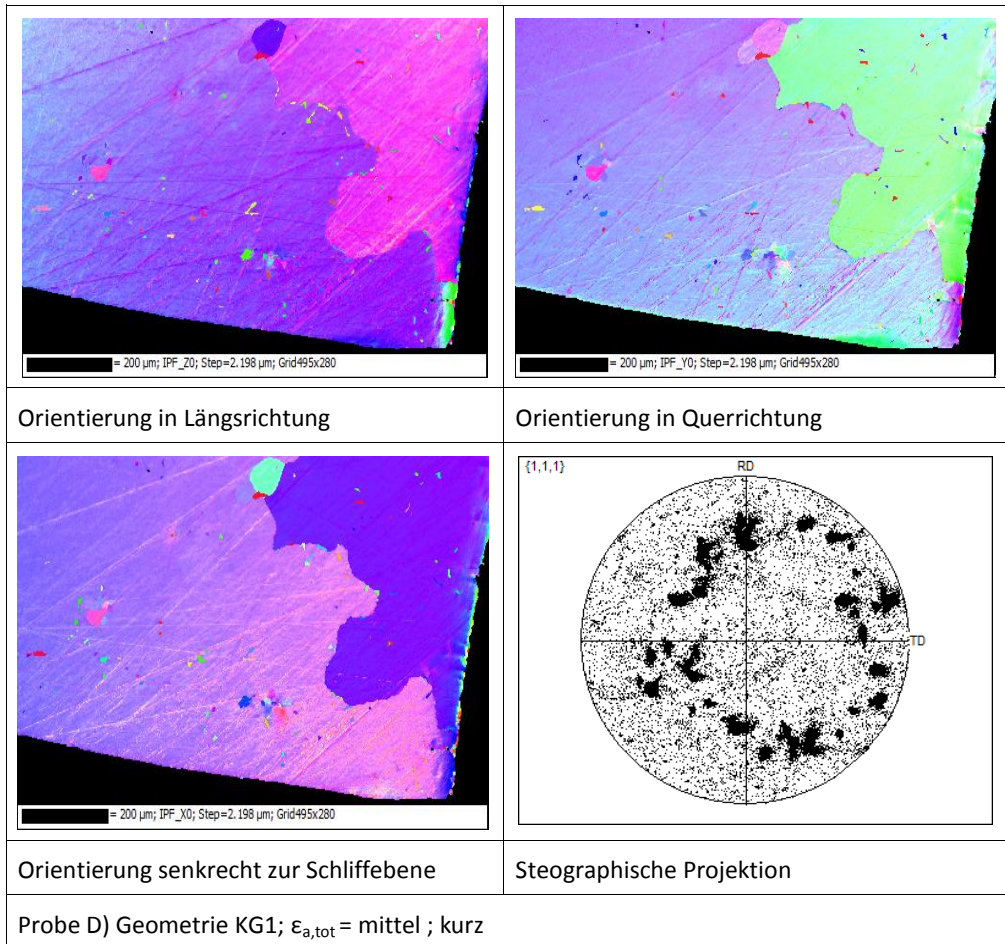 = 200 µm; IPF_Z0; Step=2.198 µm; Grid495x280
= 200 µm; IPF_Y0; Step=2.198 µm; Grid495x280
Orientierung in Längsrichtung
Orientierung in Querrichtung
= 200 µm; IPF_X0; Step=2.198 µm; Grid495x280
{1,1,1}
RD
TD
Orientierung senkrecht zur Schliffebene
Steographische Projektion
Probe D) Geometrie KG1; εa,tot = mittel ; kurz